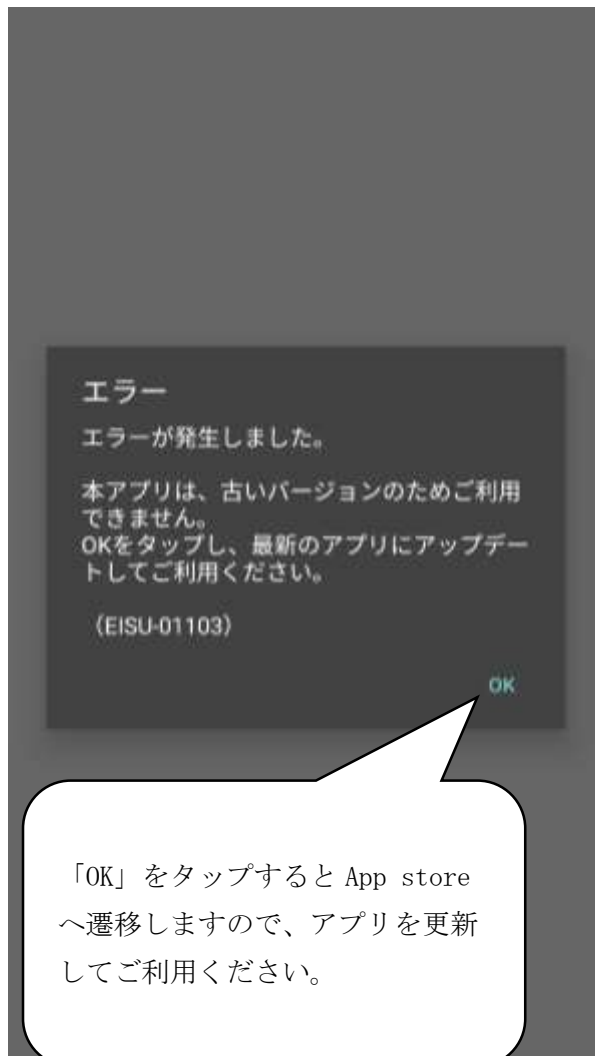 エラー
エラーが発生しました。
本アプリは、古いバージョンのためご利用
できません。
OKをタップし、最新のアプリにアップデー
トしてご利用ください。
（EISU-01103）
OK
「OK」をタップすると App store
へ遷移しますので、アプリを更新
してご利用ください。